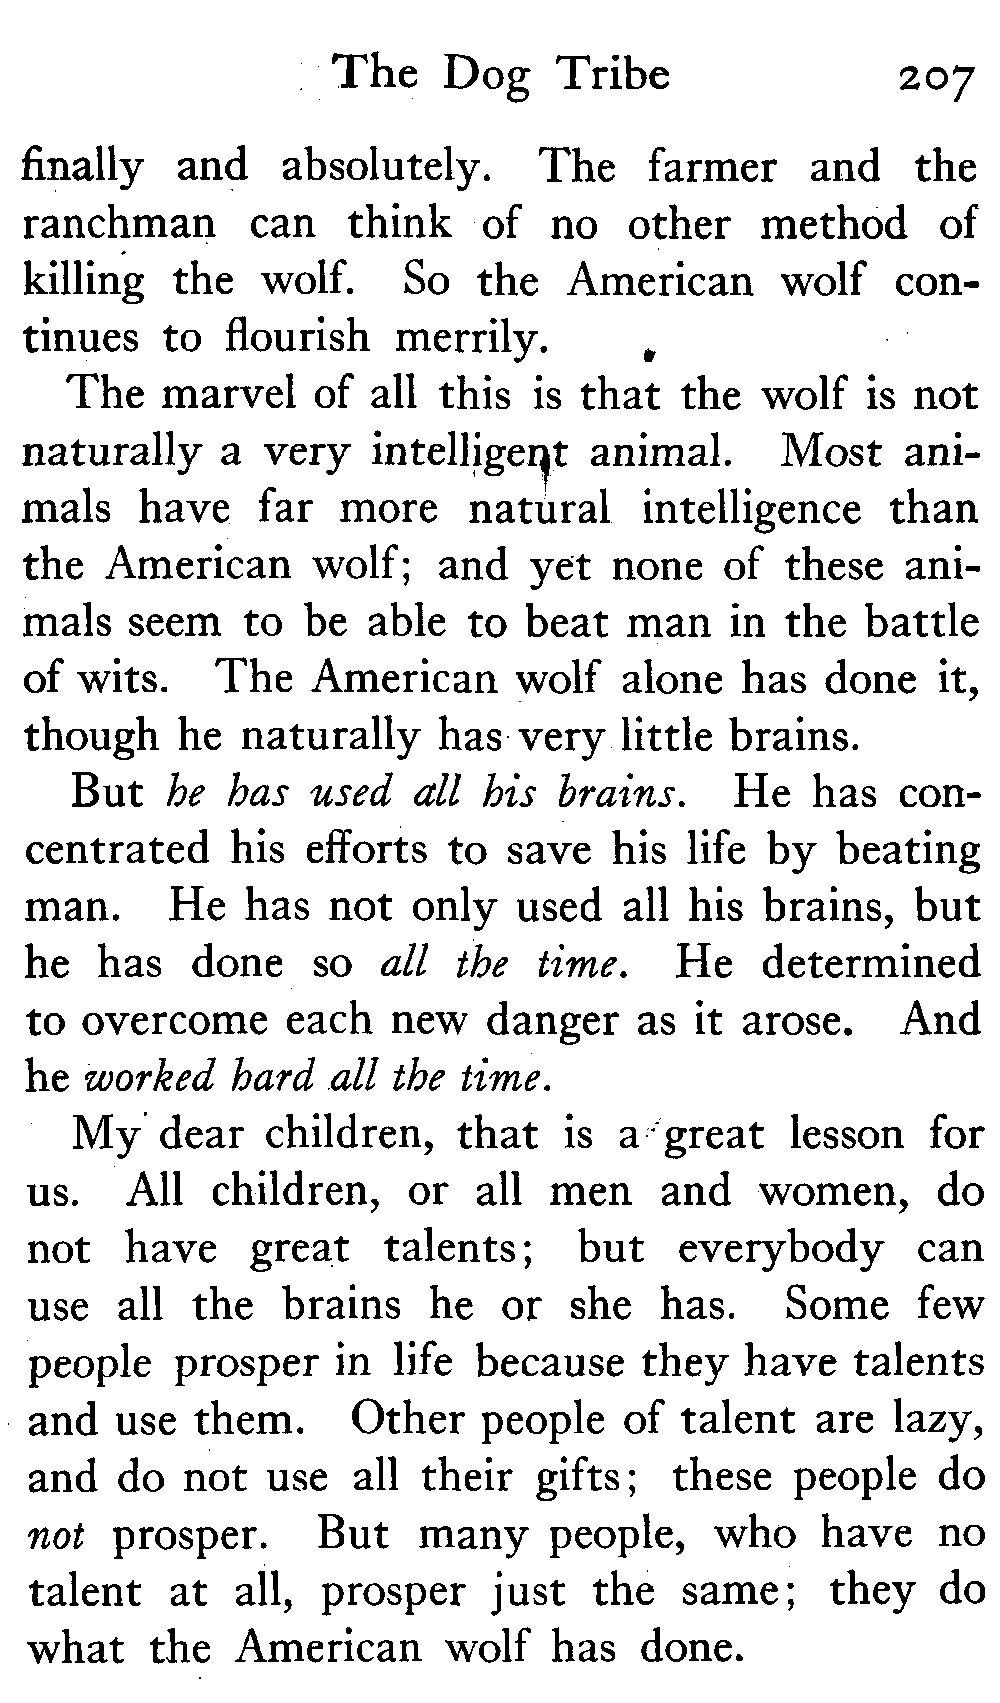 The Dog Tribe 207
finally and absolutely. The farmer and the
ranchman can think of no other method of
killing the wolf. So the American wolf con-
tinues to flourish merrily.
The marvel of all this is that the wolf is not
naturally a very intelligent animal. Most ani-
mals have far more natural intelligence than
the American wolf; and yet none of these ani-
mals seem to be able to beat man in the battle
of wits. The American wolf alone has done it,
though he naturally has very little brains.
But he has used all his brains. He has con-
centrated his efforts to save his life by beating
man. He has not only used all his brains, but
he has done so all the time. He determined
to overcome each new danger as it arose. And
he worked hard all the time.
My dear children, that is a great lesson for
us. All children, or all men and women, do
not have great talents; but everybody can
use all the brains he or she has. Some few
people prosper in life because they have talents
and use them. Other people of talent are lazy,
and do not use all their gifts; these people do
not prosper. But many people, who have no
talent at all, prosper just the same; they do
what the American wolf has done.